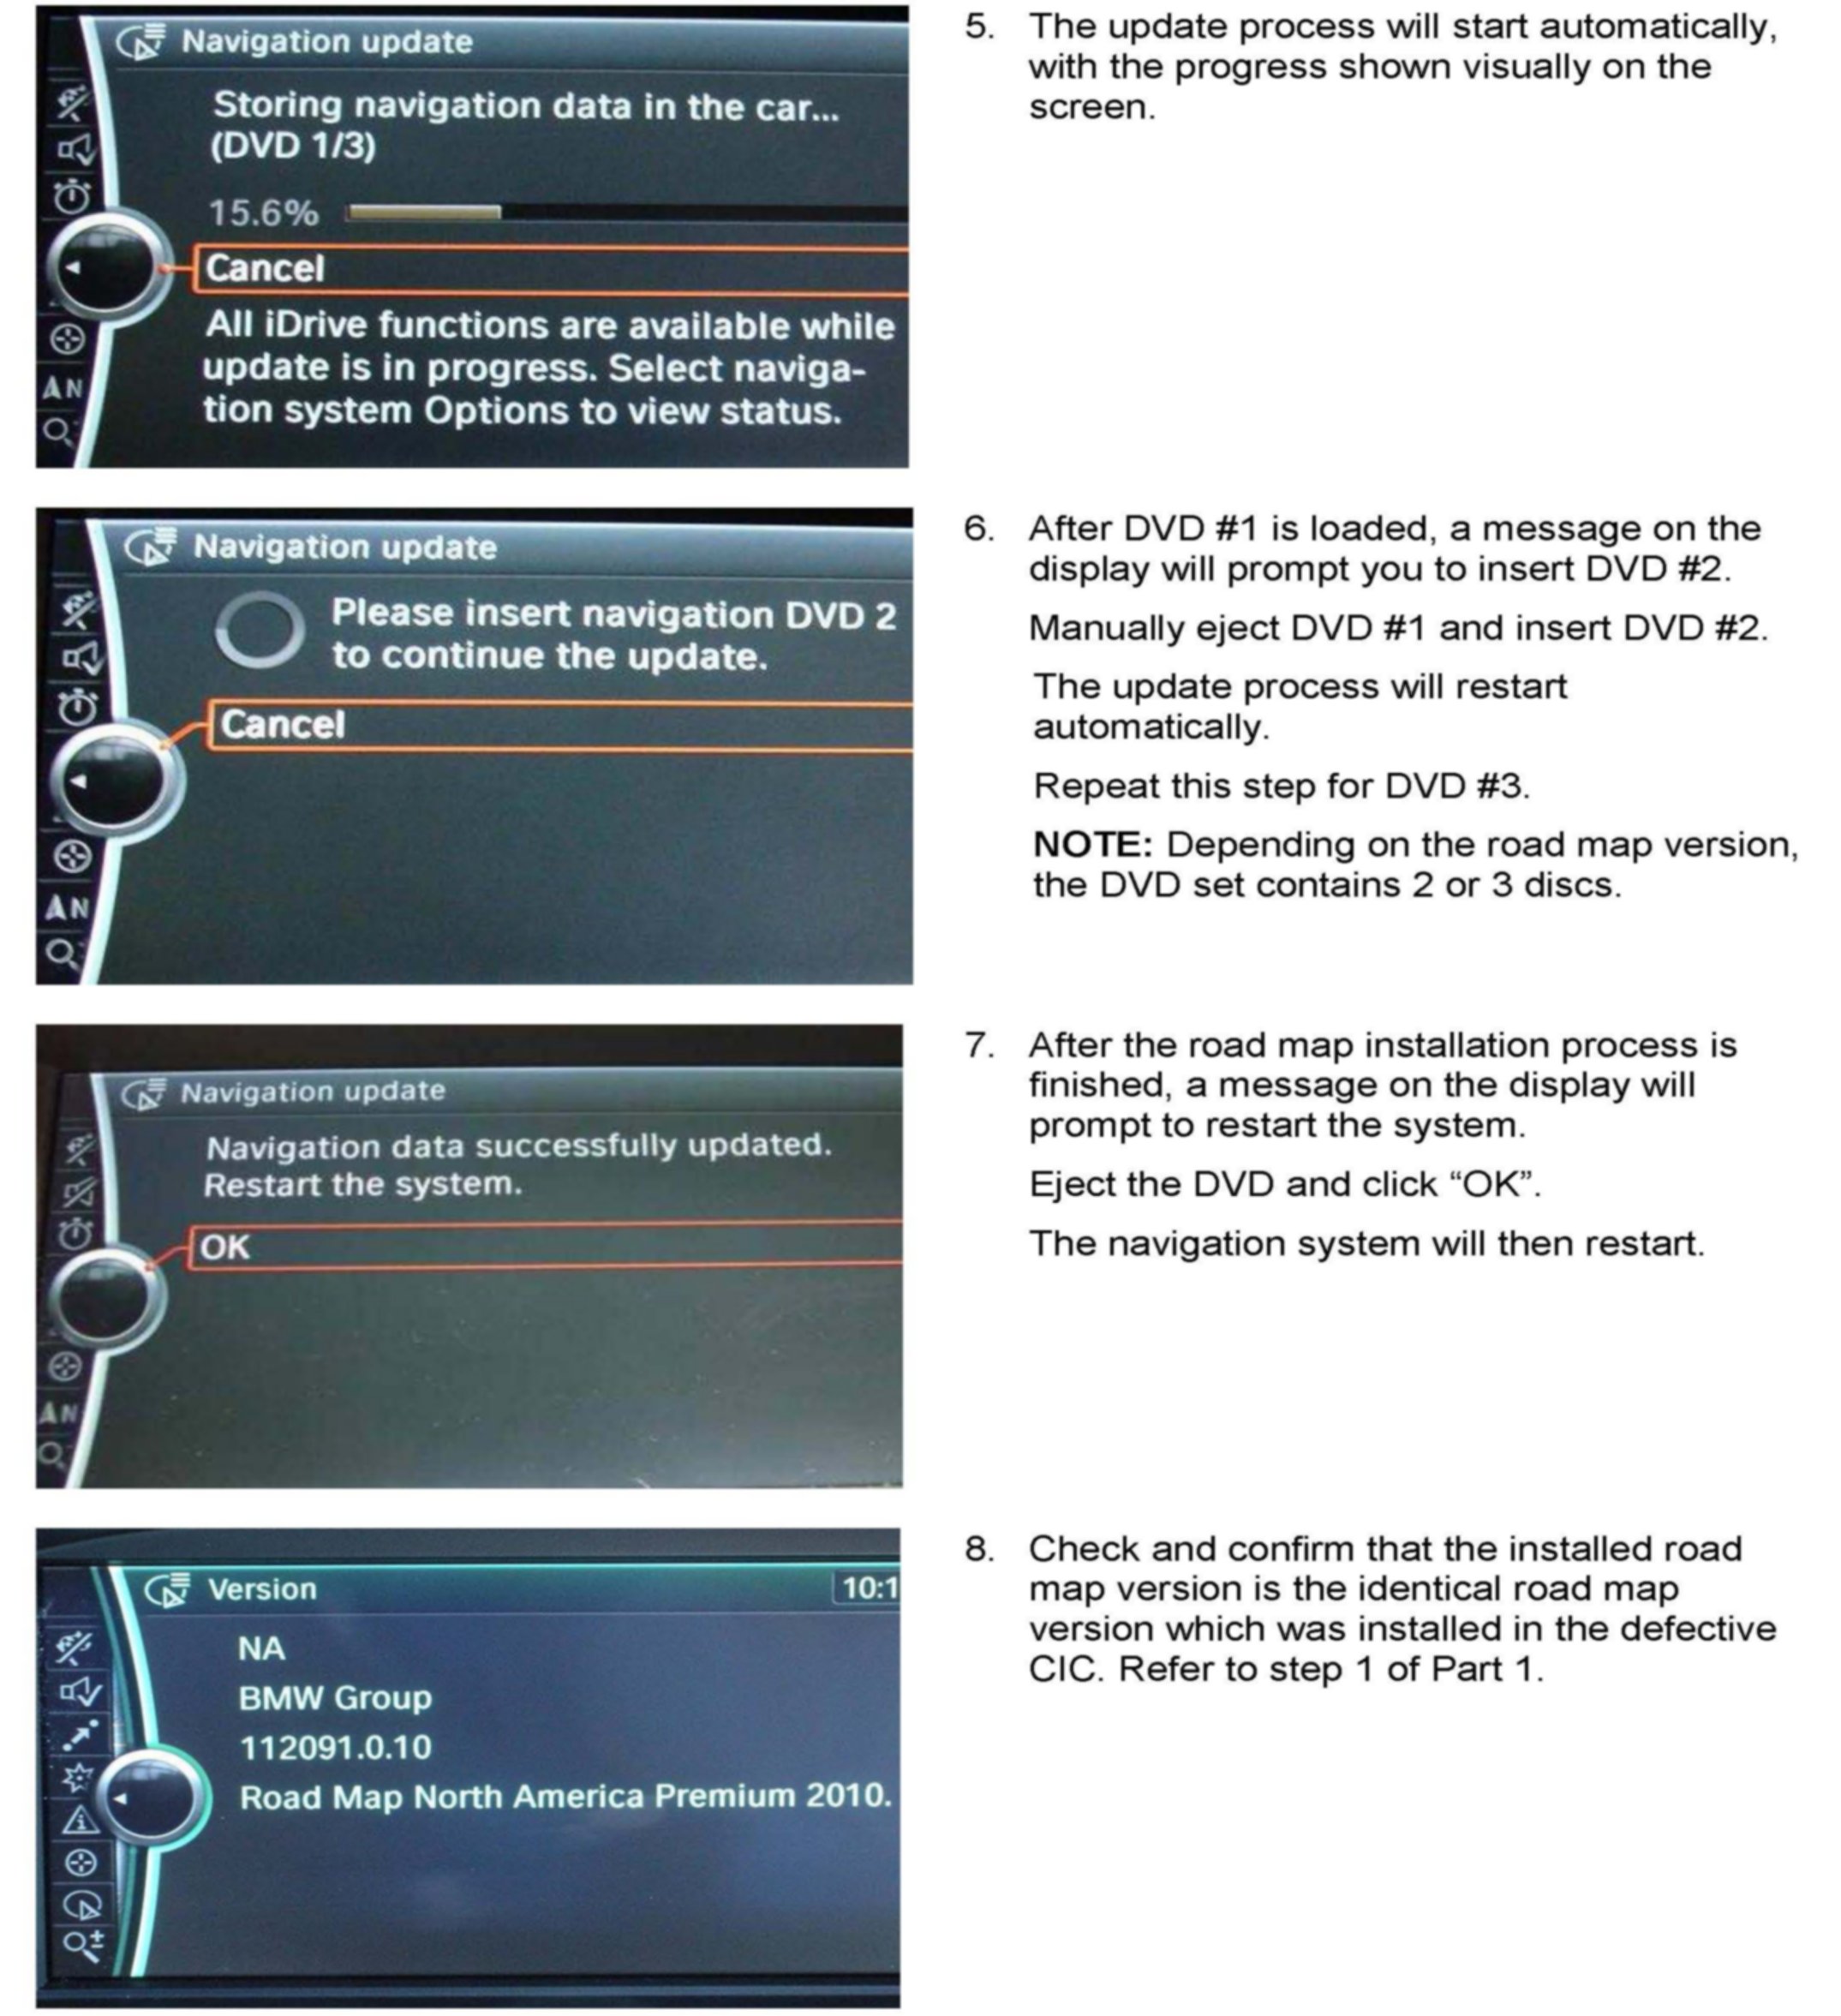 Navigation update
Storing navigation data in the car...
(DVD 1/3)
15.6%
Cancel
All iDrive functions are available while
update is in progress. Select naviga-
tion system Options to view status.
AN
5. The update process will start automatically,
with the progress shown visually on the
screen.
Navigation update
Please insert navigation DVD 2
to continue the update.
Cancel
AN
6. After DVD #1 is loaded, a message on the
display will prompt you to insert DVD #2.
Manually eject DVD #1 and insert DVD #2.
The update process will restart
automatically.
Repeat this step for DVD #3.
NOTE: Depending on the road map version,
the DVD set contains 2 or 3 discs.
Navigation update
Navigation data successfully updated.
Restart the system.
OK
AN
7. After the road map installation process is
finished, a message on the display will
prompt to restart the system.
Eject the DVD and click “OK”.
The navigation system will then restart.
Version 10:1
NA
BMW Group
112091.0.10
Road Map North America Premium 2010.
8. Check and confirm that the installed road
map version is the identical road map
version which was installed in the defective
CIC. Refer to step 1 of Part 1.